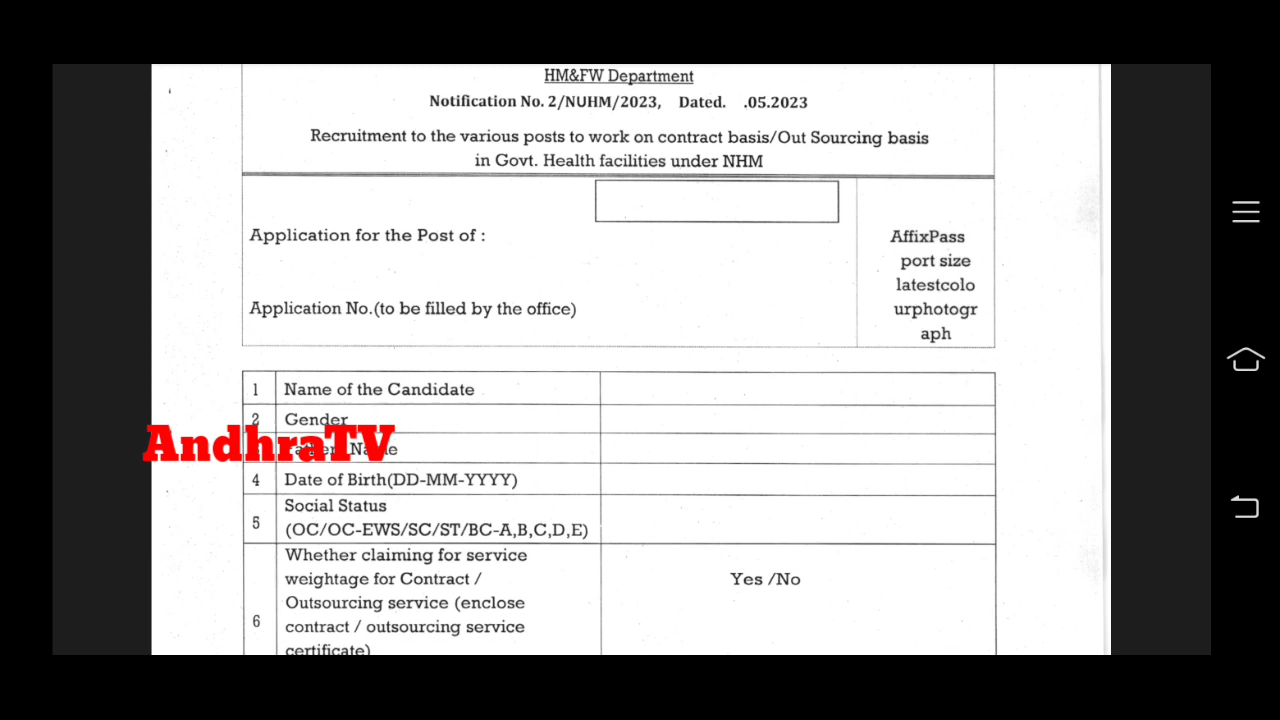 HM&FW Department
Notification No. 2/NUHM/2023, Dated. .05.2023
Recruitment to the various posts to work on contract basis/Out Sourcing basis
in Govt. Health facilities under NHM
Application for the Post of :
Application No.(to be filled by the office)
AffixPass
port size
latestcolo
urphotogr
aph
1 Name of the Candidate
2 Gender
AndhraTV
Name
4 Date of Birth(DD-MM-YYYY)
5 Social Status
(OC/OC-EWS/SC/ST/BC-A,B,C,D,E)
6 Whether claiming for service
weightage for Contract /
Outsourcing service (enclose
contract / outsourcing service
certificate)
Yes /No